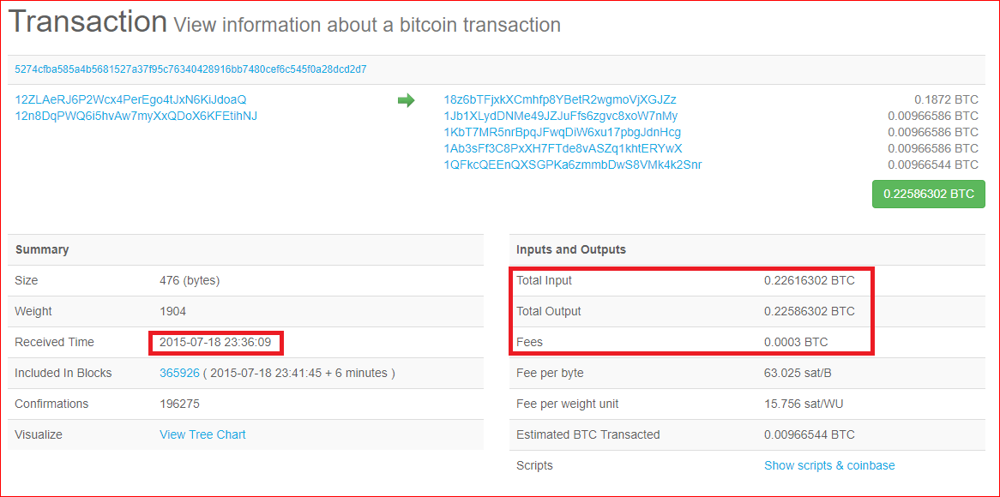 Transaction View information about a bitcoin transaction
5274cfba585a4b5681527a37f95c76340428916bb7480cef6c545f0a28dcd2d7
12ZLAeRJ6P2Wcx4PerEgo4tJxN6KiJdoaQ 18z6bTFjxkXCmhfp8YBetR2wgmoVjXGJZz 0.1872 BTC
12n8DqPWQ6i5hvAw7myXxQDoX6KFEtihNJ 1Jb1XLydDNMe49JZJuFfs6zgvc8xoW7nMy 0.00966586 BTC
1KbT7MR5nrBpqJFwqDiW6xu17pbgJdnHcg 0.00966586 BTC
1Ab3sFf3C8PxXH7FTde8vASZq1khtERYwX 0.00966586 BTC
1QFkcQEEnQXSGPKa6zmmbDwS8VMk4k2Snr 0.00966544 BTC
0.22586302 BTC
Summary
Size 476 (bytes)
Weight 1904
Received Time 2015-07-18 23:36:09
Included In Blocks 365926 ( 2015-07-18 23:41:45 + 6 minutes )
Confirmations 196275
Visualize View Tree Chart
Inputs and Outputs
Total Input 0.22616302 BTC
Total Output 0.22586302 BTC
Fees 0.0003 BTC
Fee per byte 63.025 sat/B
Fee per weight unit 15.756 sat/WU
Estimated BTC Transacted 0.00966544 BTC
Scripts Show scripts & coinbase